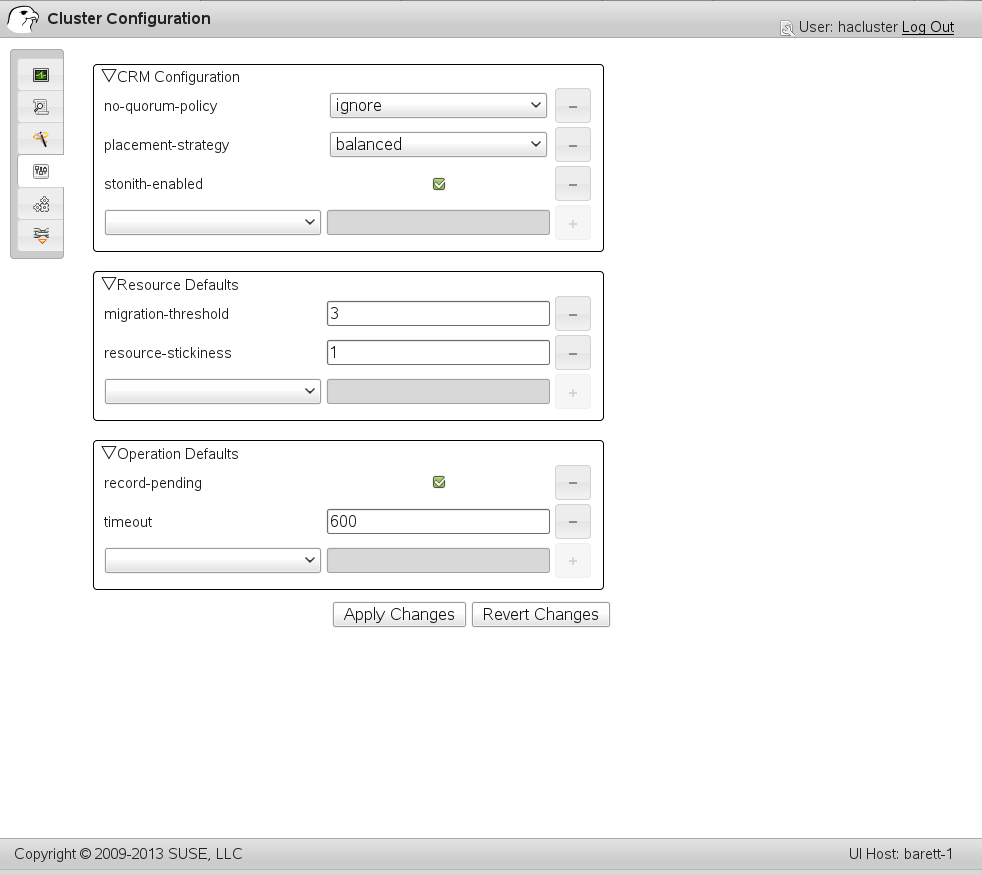 Cluster Configuration
User: hacluster Log Out
▽CRM Configuration
no-quorum-policy ignore −
placement-strategy balanced −
stonith-enabled −
+
▽Resource Defaults
migration-threshold 3 −
resource-stickiness 1 −
+
▽Operation Defaults
record-pending −
timeout 600 −
+
Apply Changes Revert Changes
Copyright © 2009-2013 SUSE, LLC UI Host: barett-1